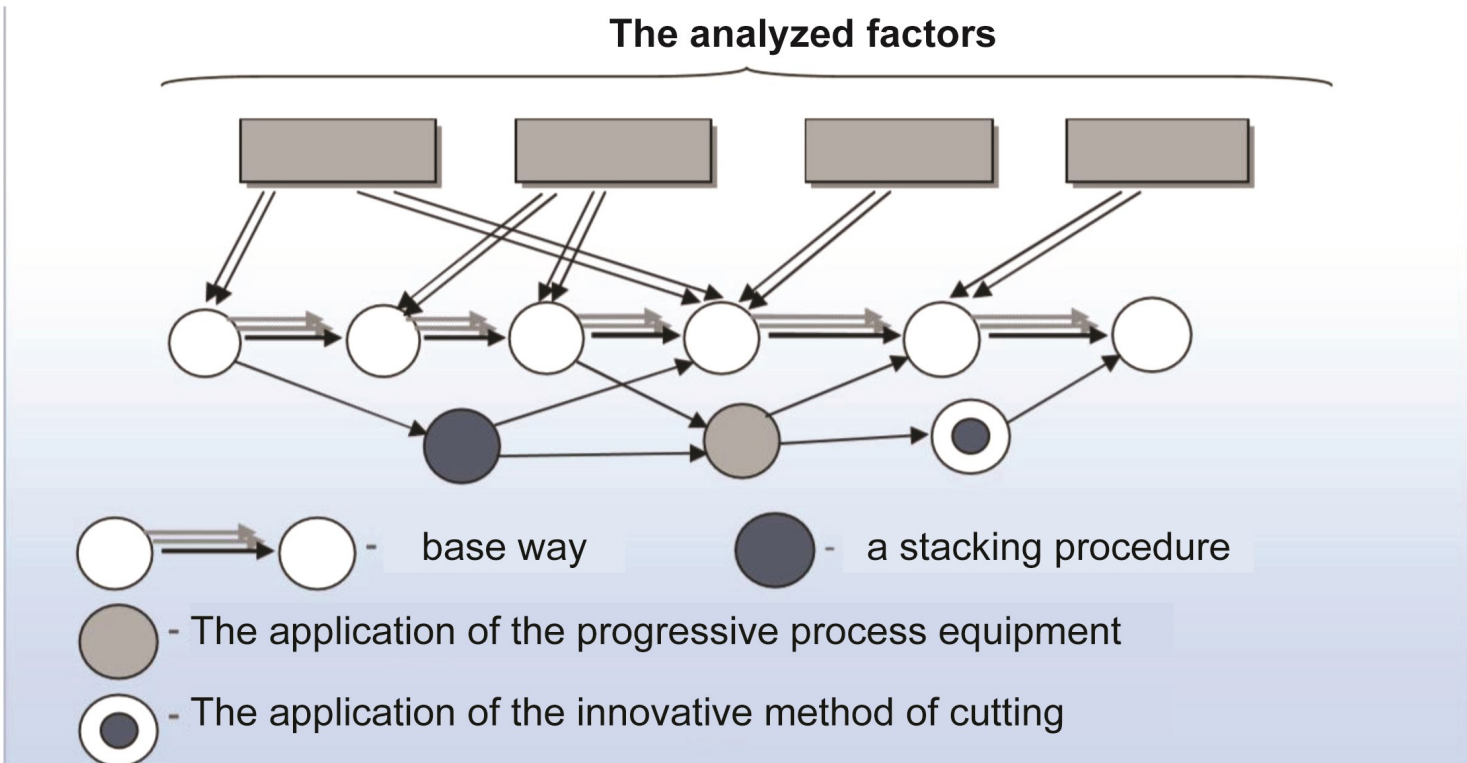 The analyzed factors
- base way
- a stacking procedure
- The application of the progressive process equipment
- The application of the innovative method of cutting